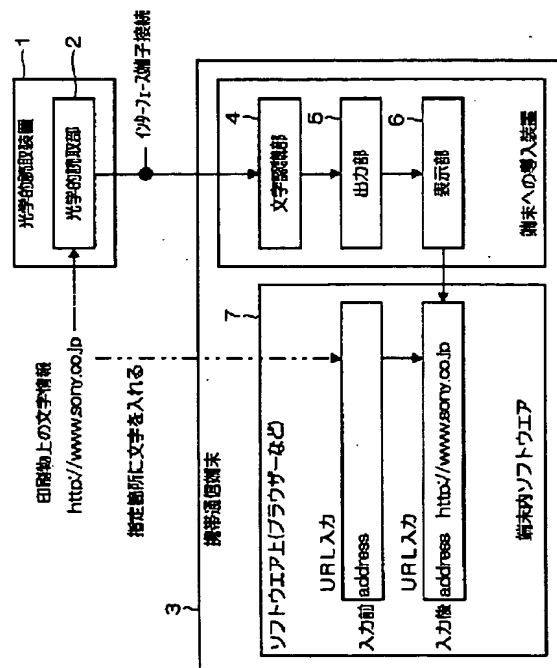 印刷物上の文字情報
http://www.sony.co.jp
光学的読取装置
1
光学的読取部
2
インターフェース端子接続
指定箇所に文字を入れる
3
携帯通信端末
文字認識部
4
出力部
5
表示部
6
端末への導入装置
7
ソフトウエア上(ブラウザーなど)
URL入力
入力前 address
URL入力
入力後 address http://www.sony.co.jp
端末内ソフトウエア